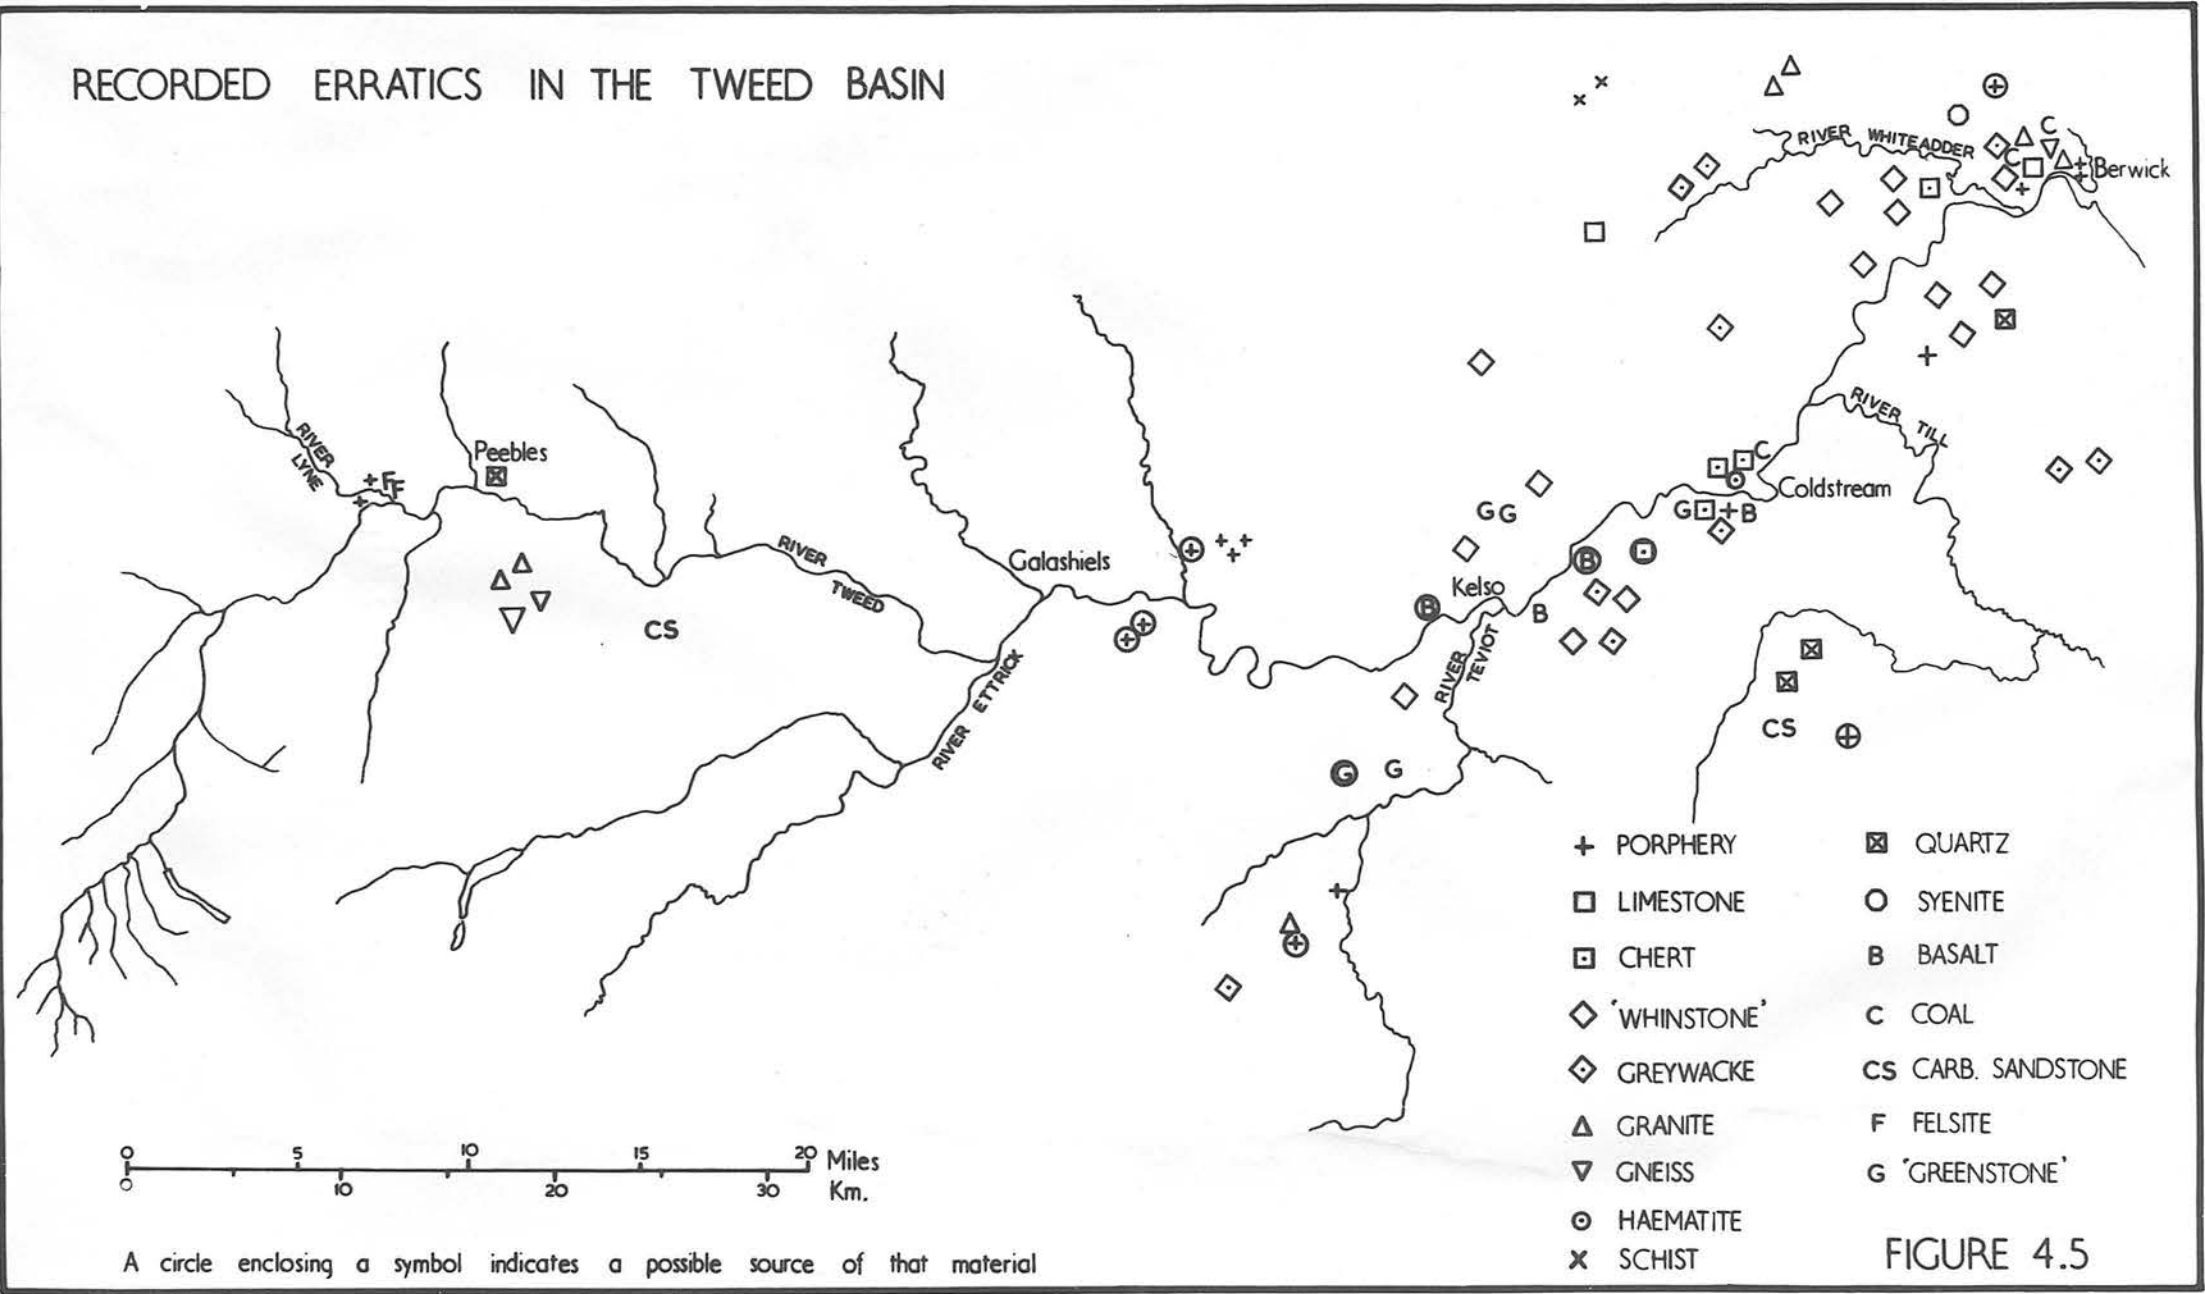 RECORDED ERRATICS IN THE TWEED BASIN
C
RIVER WHITEADDER
C
Berwick
RIVER LYNE
F
F
Peebles
RIVER TILL
C
Coldstream
G G
G B
RIVER TWEED
Galashiels
B
Kelso
B
B
CS
RIVER ETTRICK
RIVER TEVIOT
CS
G G
+ PORPHERY
LIMESTONE
CHERT
'WHINSTONE'
GREYWACKE
GRANITE
GNEISS
HAEMATITE
x SCHIST
QUARTZ
SYENITE
B BASALT
C COAL
CS CARB. SANDSTONE
F FELSITE
G 'GREENSTONE'
0 5 10 15 20 Miles
0 10 20 30 Km.
A circle enclosing a symbol indicates a possible source of that material
FIGURE 4.5